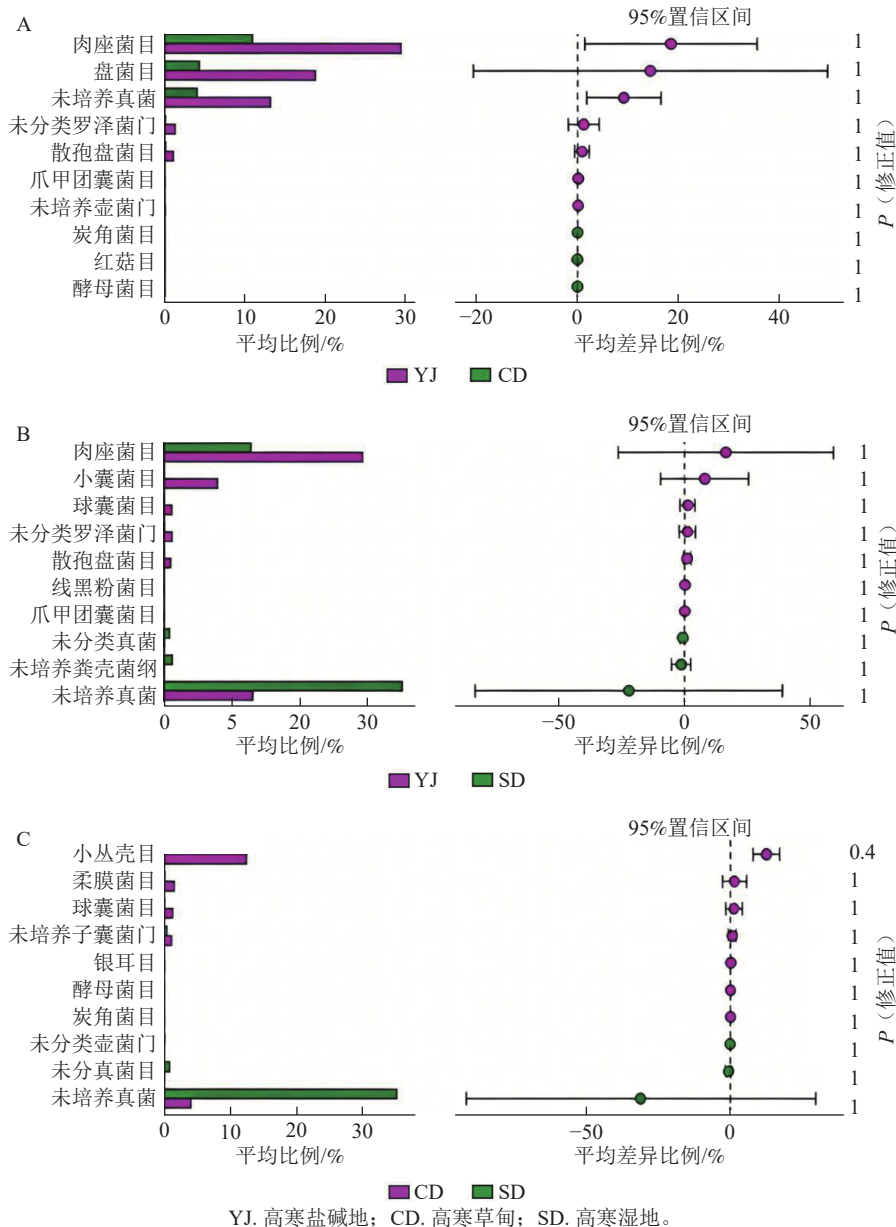 A
95%置信区间
肉座菌目 1
盘菌目 1
未培养真菌 1
未分类罗泽菌门 1
散孢盘菌目 1
爪甲团囊菌目 1
未培养壶菌门 1
炭角菌目 1
红菇目 1
酵母菌目 1
P（修正值）
0 10 20 30 −20 0 20 40
平均比例/% 平均差异比例/%
YJ CD
B
95%置信区间
肉座菌目 1
小囊菌目 1
球囊菌目 1
未分类罗泽菌门 1
散孢盘菌目 1
线黑粉菌目 1
爪甲团囊菌目 1
未分类真菌 1
未培养粪壳菌纲 1
未培养真菌 1
P（修正值）
0 5 20 30 −50 0 50
平均比例/% 平均差异比例/%
YJ SD
C
95%置信区间
小丛壳目 0.4
柔膜菌目 1
球囊菌目 1
未培养子囊菌门 1
银耳目 1
酵母菌目 1
炭角菌目 1
未分类壶菌门 1
未分真菌目 1
未培养真菌 1
P（修正值）
0 10 20 30 −50 0
平均比例/% 平均差异比例/%
CD SD
YJ. 高寒盐碱地；CD. 高寒草甸；SD. 高寒湿地。